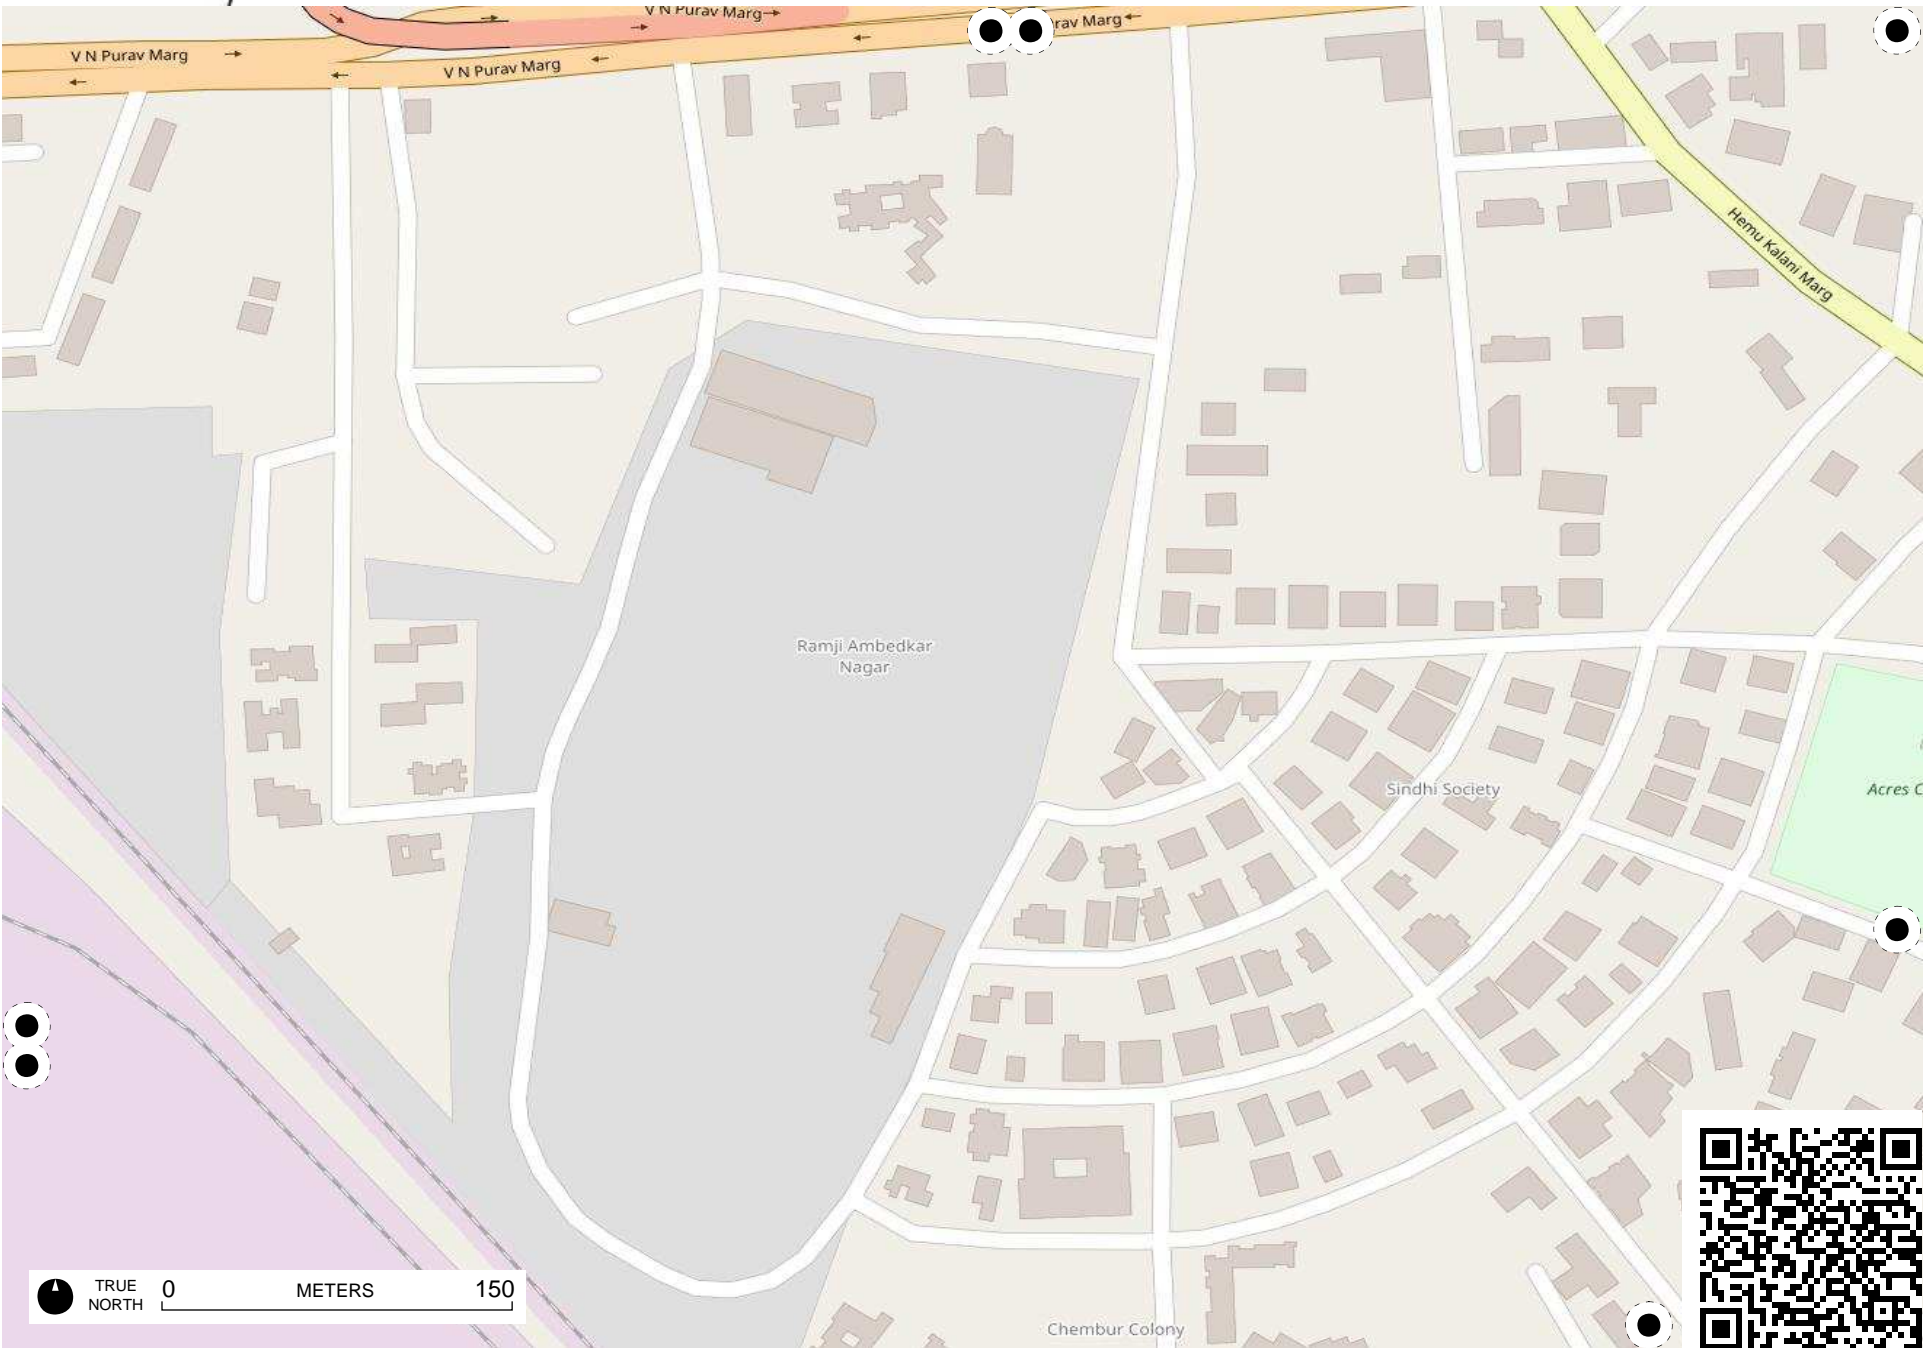 V N Purav Marg
V N Purav Marg
V N Purav Marg
rav Marg
Hemu Kalani Marg
Ramji Ambedkar
Nagar
Sindhi Society
Acres C
TRUE
NORTH
0 METERS 150
Chembur Colony